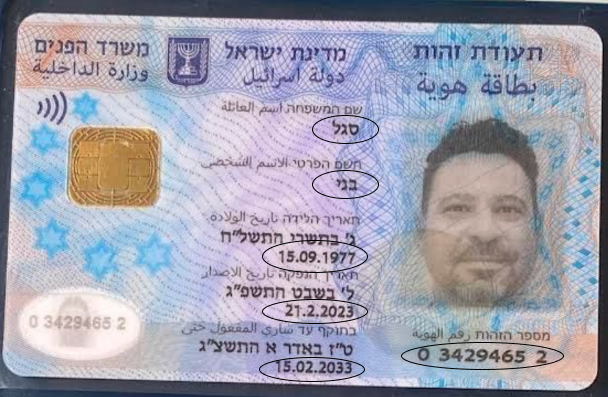 תעודת זהות
بطاقة هوية
מדינת ישראל
دولة اسرائيل
משרד הפנים
وزارة الداخلية
שם המשפחה اسم العائلة
סגל
השם הפרטי الاسم الشخصي
בני
תאריך הלידה تاريخ الولادة
ג' בתשרי התשל"ח
15.09.1977
תאריך הנפקה تاريخ الاصدار
ל' בשבט התשפ"ג
21.2.2023
בתוקף עד ساري المفعول حتى
ט"ז באדר א התשצ"ג
15.02.2033
מספר הזהות رقم الهوية
0 3429465 2
0 3429465 2